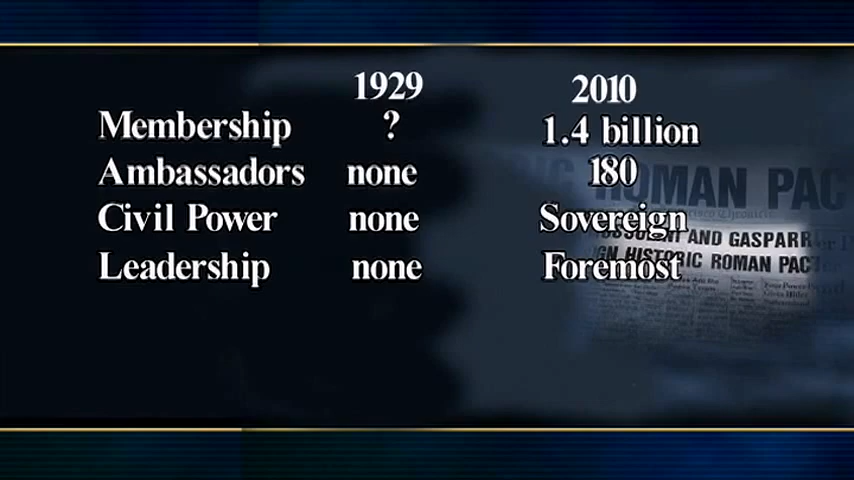 1929 2010
Membership ? 1.4 billion
Ambassadors none 180
Civil Power none Sovereign
Leadership none Foremost
ROMAN PAC
AND GASPARR
HISTORIC ROMAN PAC